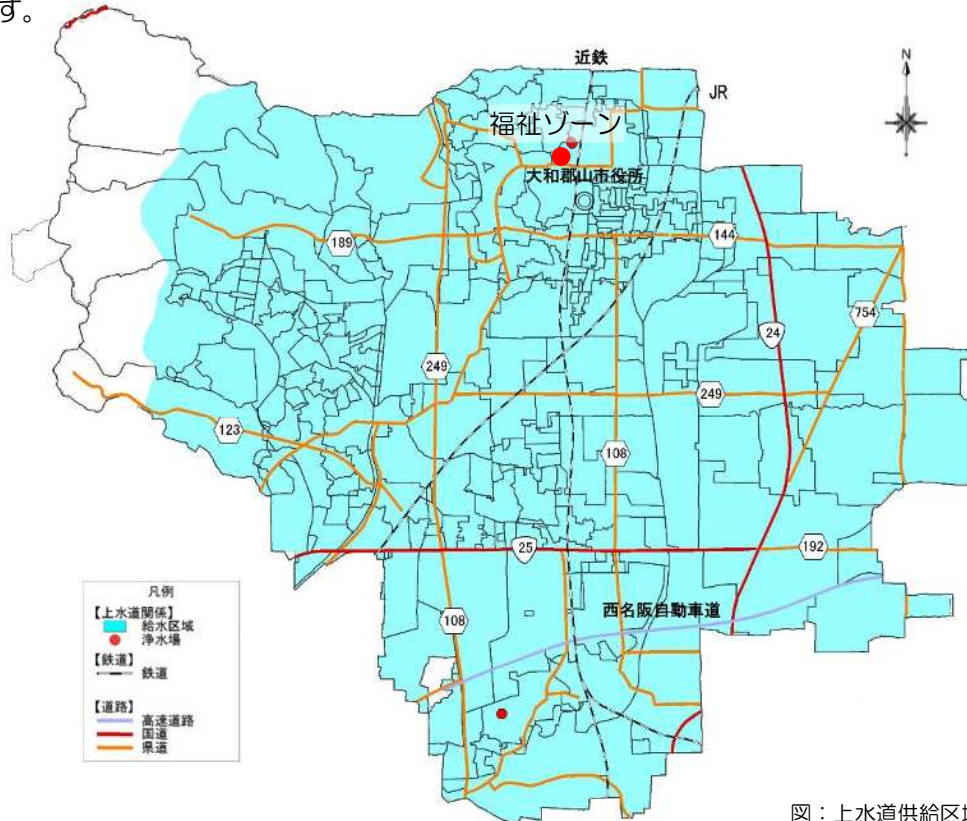 す。
近鉄
N
JR
福祉ゾーン
大和郡山市役所
189
144
754
24
249
249
123
108
25
192
西名阪自動車道
108
凡例
【上水道関係】
給水区域
浄水場
【鉄道】
鉄道
【道路】
高速道路
国道
県道
図：上水道供給区域